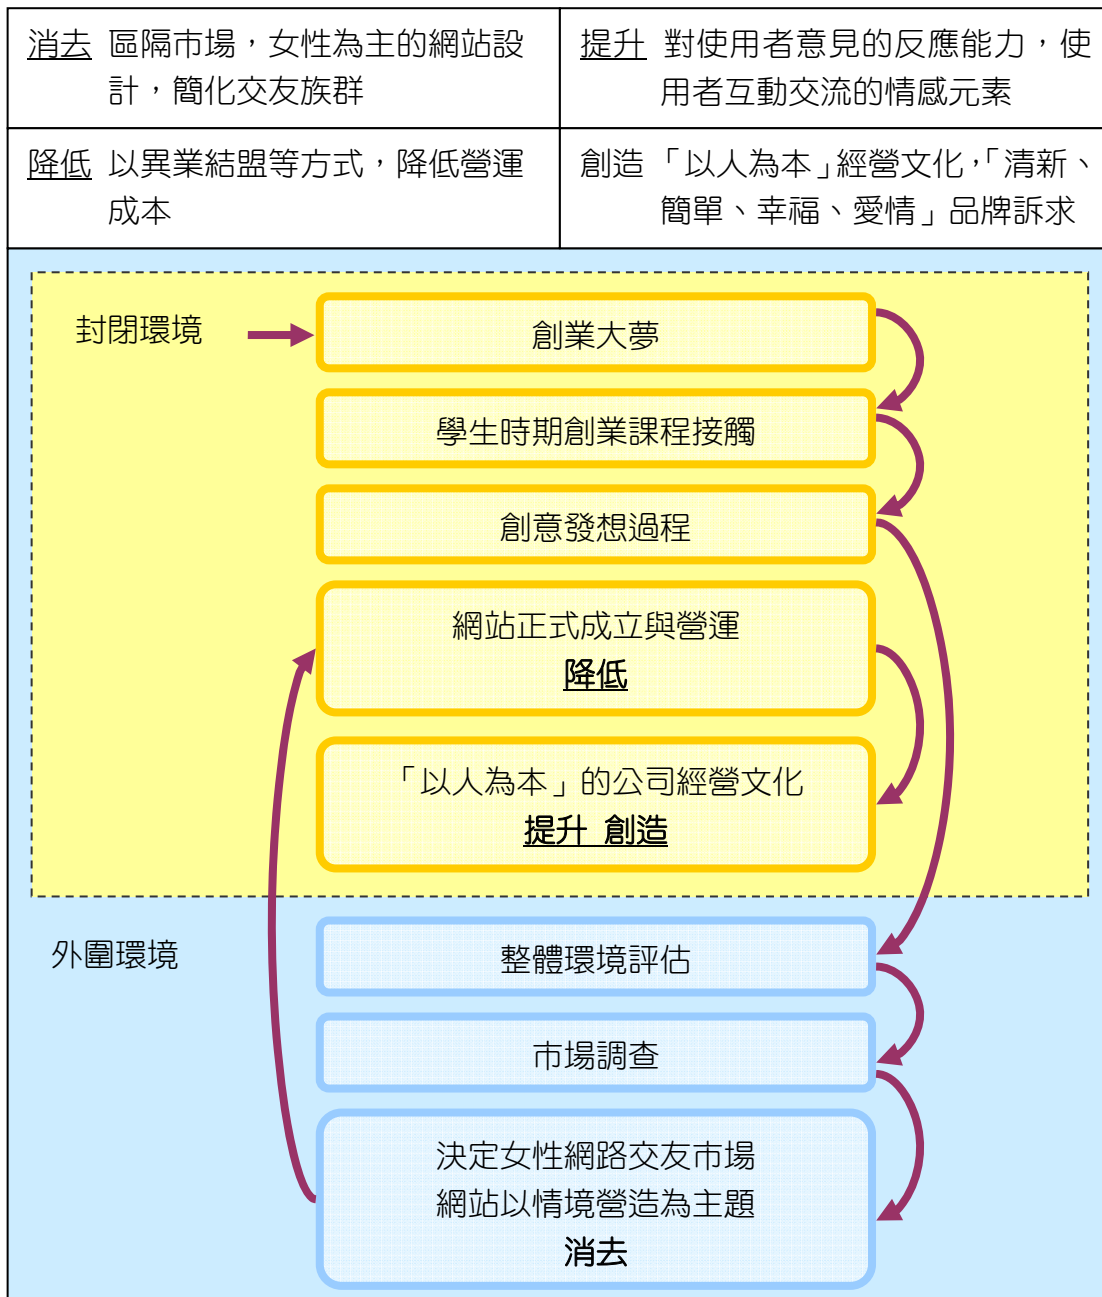 消去 區隔市場，女性為主的網站設
計，簡化交友族群
提升 對使用者意見的反應能力，使
用者互動交流的情感元素
降低 以異業結盟等方式，降低營運
成本
創造 「以人為本」經營文化，「清新、
簡單、幸福、愛情」品牌訴求
封閉環境
創業大夢
學生時期創業課程接觸
創意發想過程
網站正式成立與營運
降低
「以人為本」的公司經營文化
提升 創造
外圍環境
整體環境評估
市場調查
決定女性網路交友市場
網站以情境營造為主題
消去